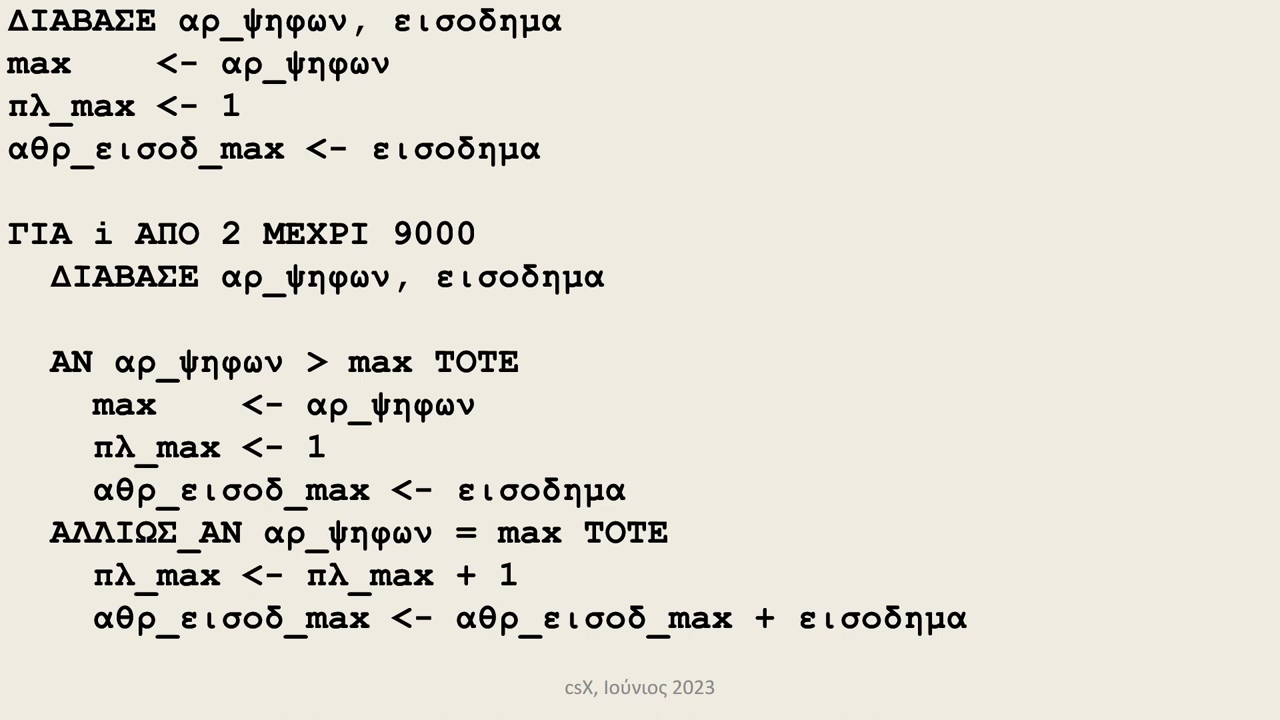 ΔΙΑΒΑΣΕ αρ_ψηφων, εισοδημα
max <- αρ_ψηφων
πλ_max <- 1
αθρ_εισοδ_max <- εισοδημα
ΓΙΑ i ΑΠΟ 2 ΜΕΧΡΙ 9000
ΔΙΑΒΑΣΕ αρ_ψηφων, εισοδημα
ΑΝ αρ_ψηφων > max ΤΟΤΕ
max <- αρ_ψηφων
πλ_max <- 1
αθρ_εισοδ_max <- εισοδημα
ΑΛΛΙΩΣ_ΑΝ αρ_ψηφων = max ΤΟΤΕ
πλ_max <- πλ_max + 1
αθρ_εισοδ_max <- αθρ_εισοδ_max + εισοδημα
csX, Ιούνιος 2023